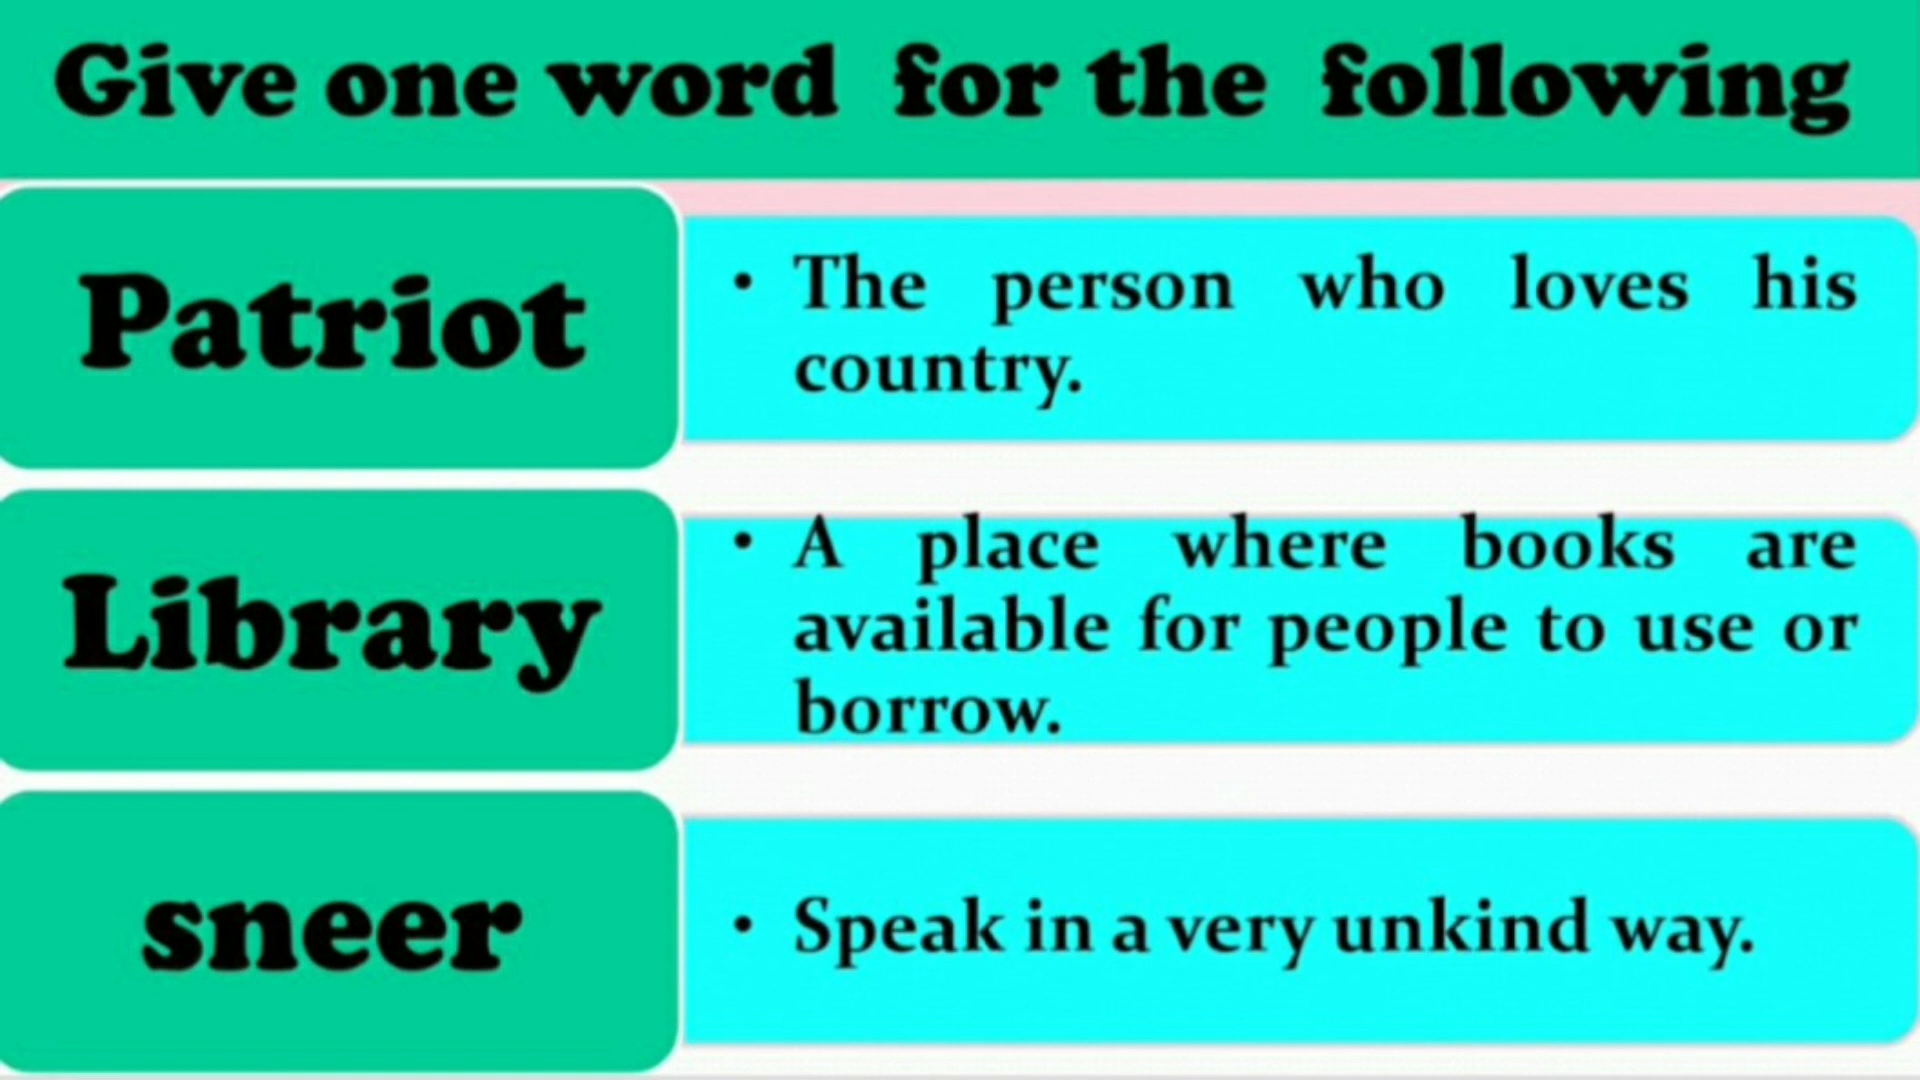 Give one word for the following
Patriot
• The person who loves his
country.
Library
• A place where books are
available for people to use or
borrow.
sneer
• Speak in a very unkind way.